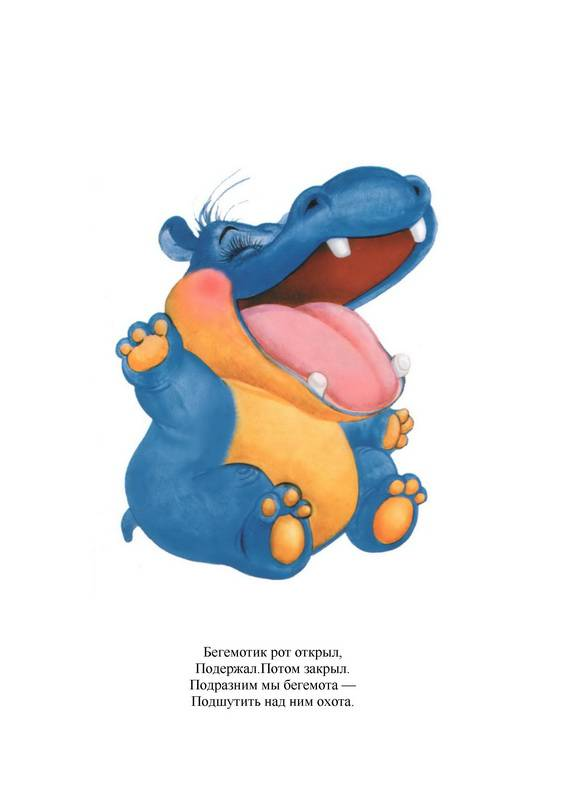 Бегемотик рот открыл,
Подержал.Потом закрыл.
Подразним мы бегемота —
Подшутить над ним охота.